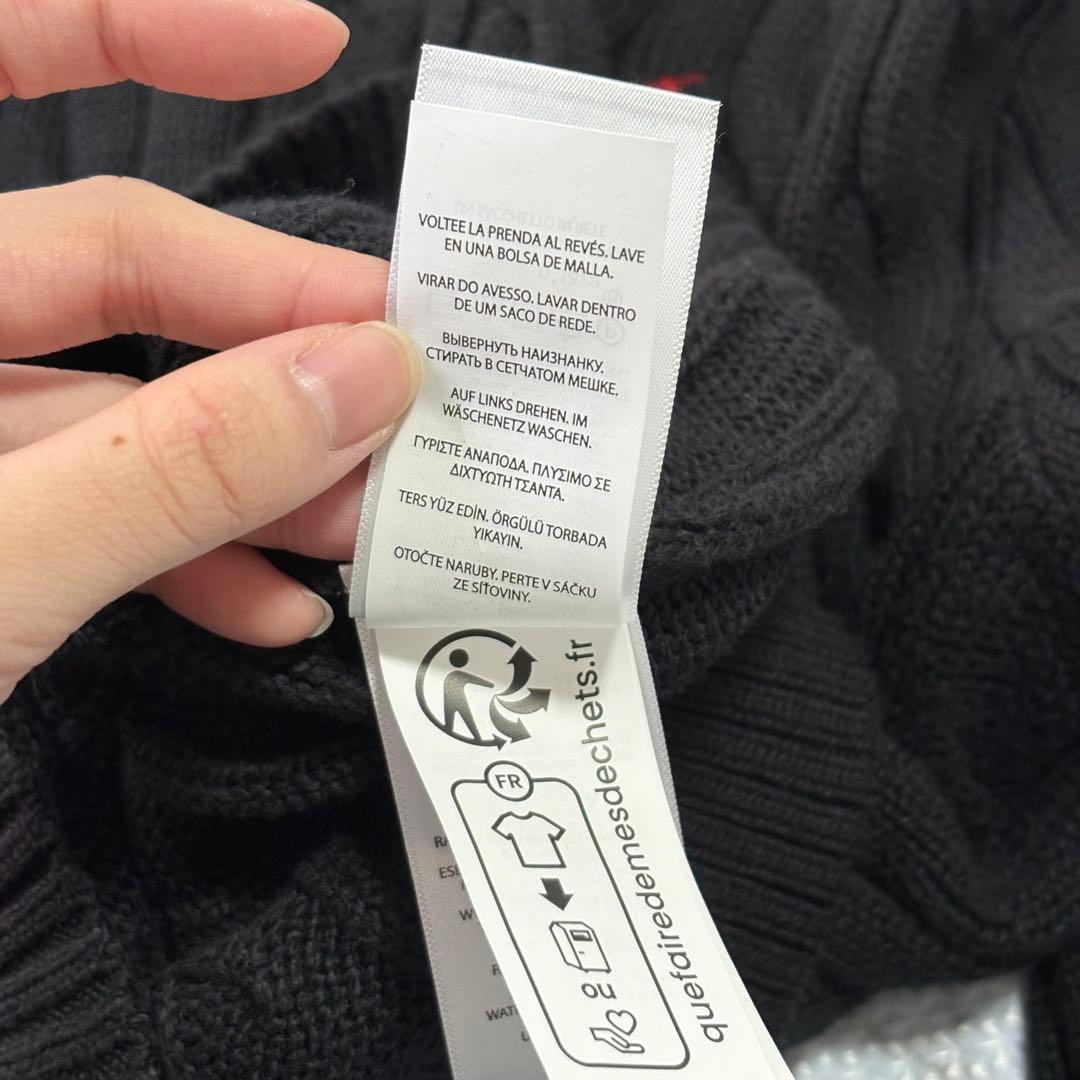 VOLTEE LA PRENDA AL REVÉS. LAVE
EN UNA BOLSA DE MALLA.
VIRAR DO AVESSO. LAVAR DENTRO
DE UM SACO DE REDE.
ВЫВЕРНУТЬ НАИЗНАНКУ.
СТИРАТЬ В СЕТЧАТОМ МЕШКЕ.
AUF LINKS DREHEN. IM
WÄSCHENETZ WASCHEN.
ΓΥΡΙΣΤΕ ΑΝΑΠΟΔΑ. ΠΛΥΣΙΜΟ ΣΕ
ΔΙΧΤΥΩΤΗ ΤΣΑΝΤΑ.
TERS YÜZ EDİN. ÖRGÜLÜ TORBADA
YIKAYIN.
OTOČTE NARUBY. PERTE V SÁČKU
ZE SÍŤOVINY.
FR
OU
quefairedemesdechets.fr